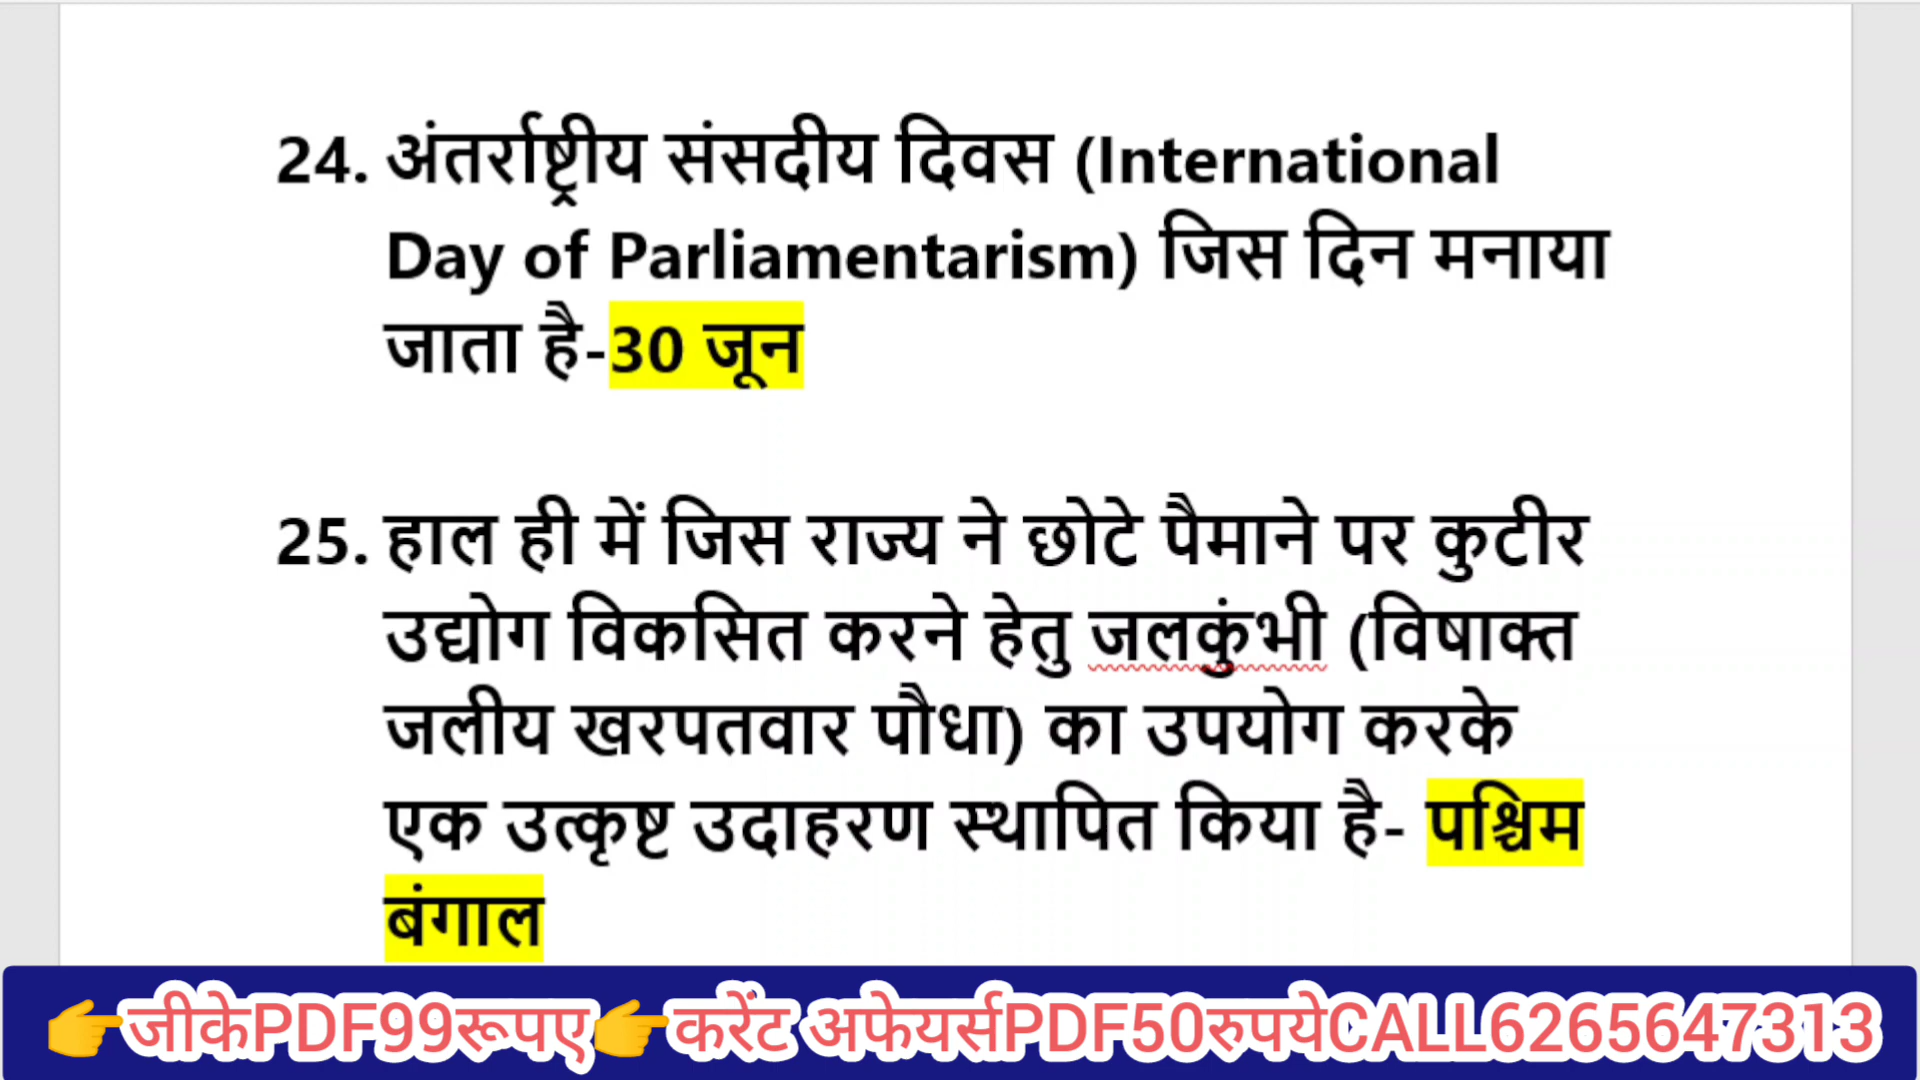 24. अंतर्राष्ट्रीय संसदीय दिवस (International
Day of Parliamentarism) जिस दिन मनाया
जाता है-30 जून
25. हाल ही में जिस राज्य ने छोटे पैमाने पर कुटीर
उद्योग विकसित करने हेतु जलकुंभी (विषाक्त
जलीय खरपतवार पौधा) का उपयोग करके
एक उत्कृष्ट उदाहरण स्थापित किया है- पश्चिम
बंगाल
👉जीकेPDF99रूपए👉करेंट अफेयर्सPDF50रुपयेCALL6265647313